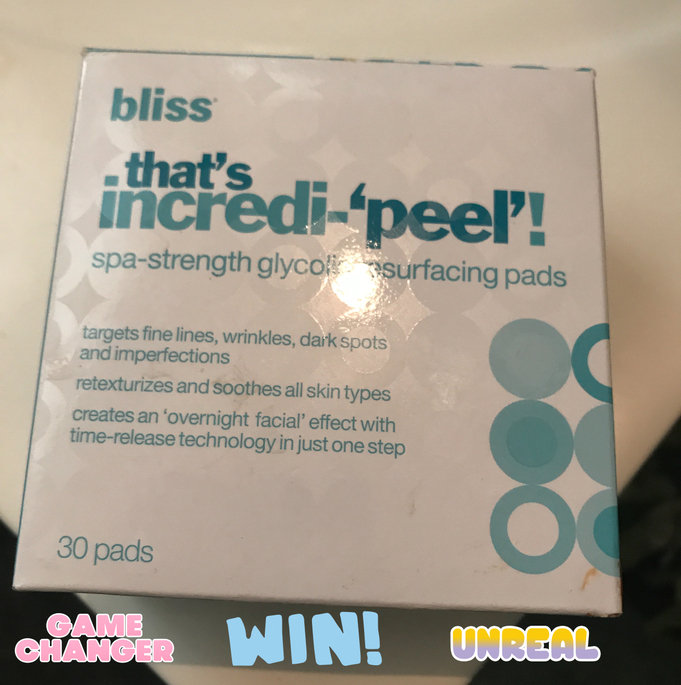 bliss
that's
incredi-'peel'!
spa-strength glycolic resurfacing pads
targets fine lines, wrinkles, dark spots
and imperfections
retexturizes and soothes all skin types
creates an 'overnight facial' effect with
time-release technology in just one step
30 pads
GAME
CHANGER
WIN!
UNREAL